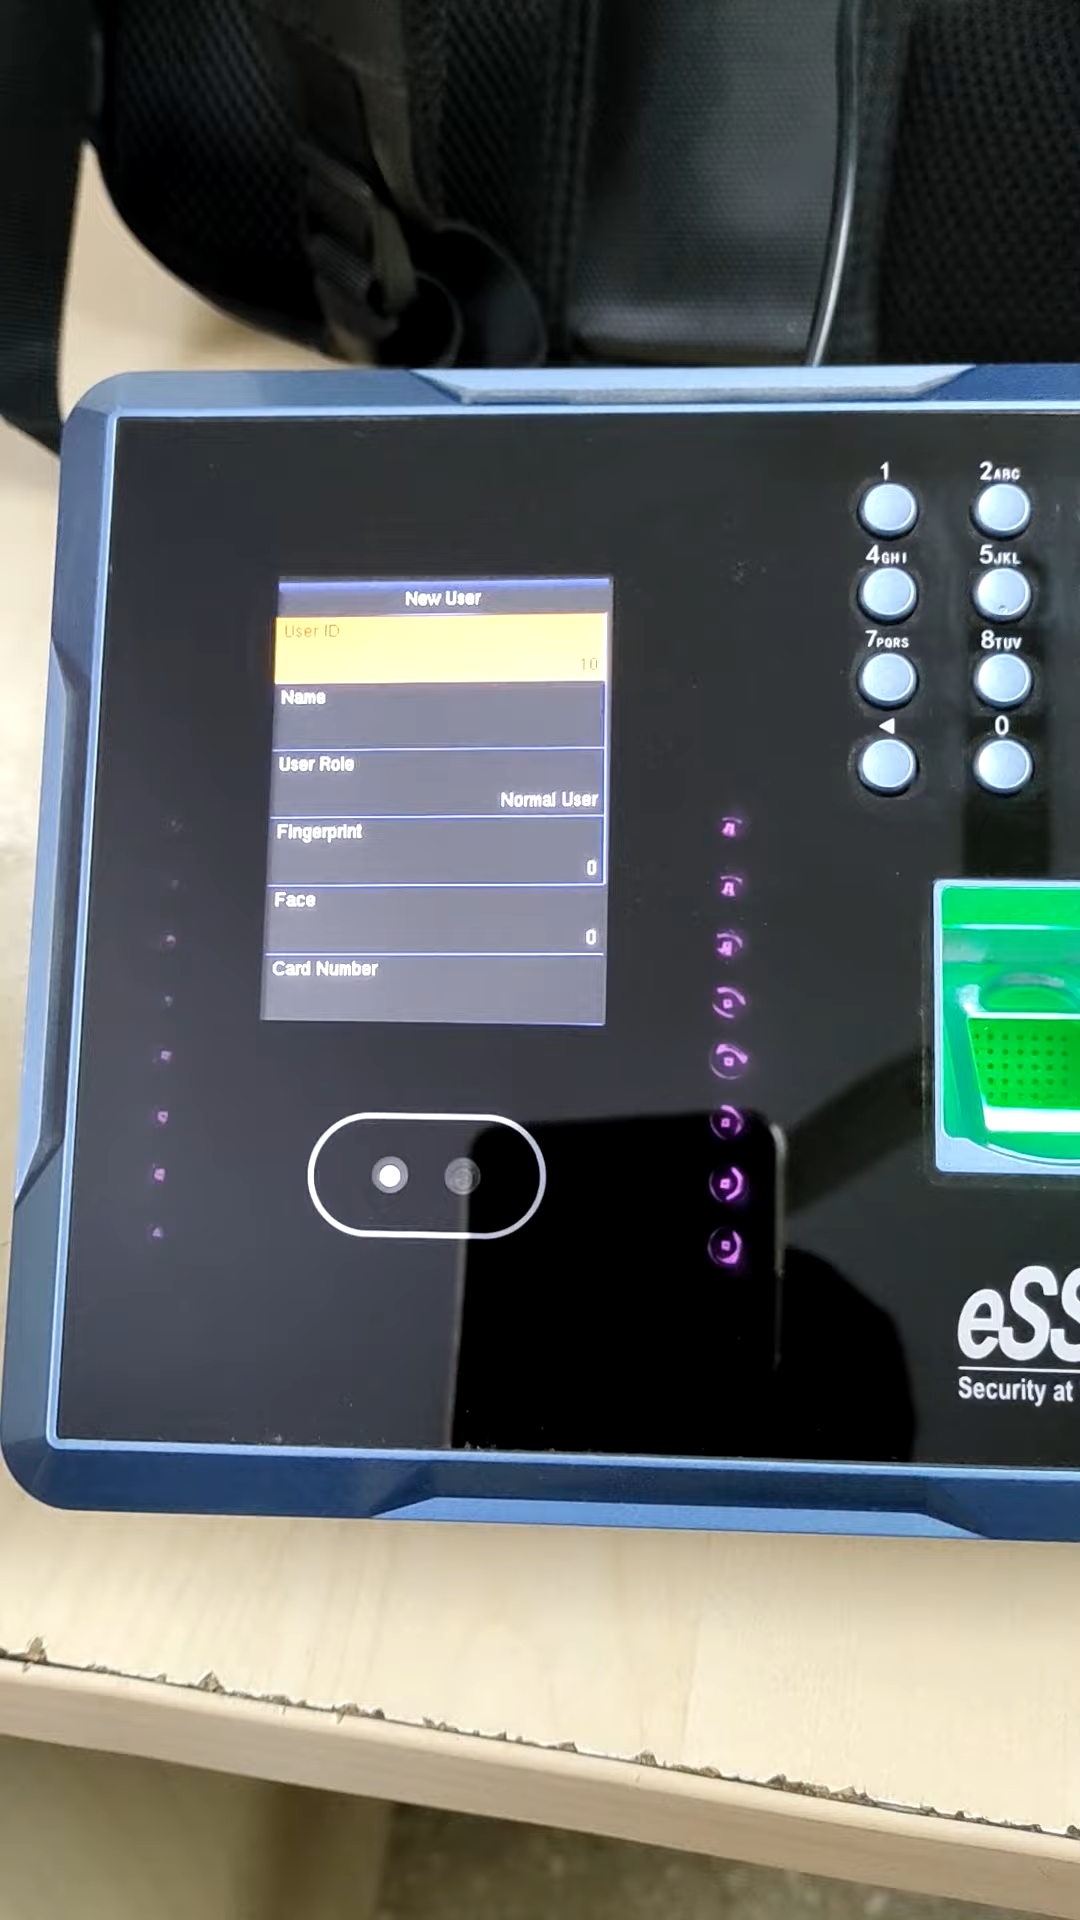 1
2ABC
4GHI
5JKL
7PQRS
8TUV
0
New User
User ID
10
Name
User Role
Normal User
Fingerprint
0
Face
0
Card Number
eSS
Security at